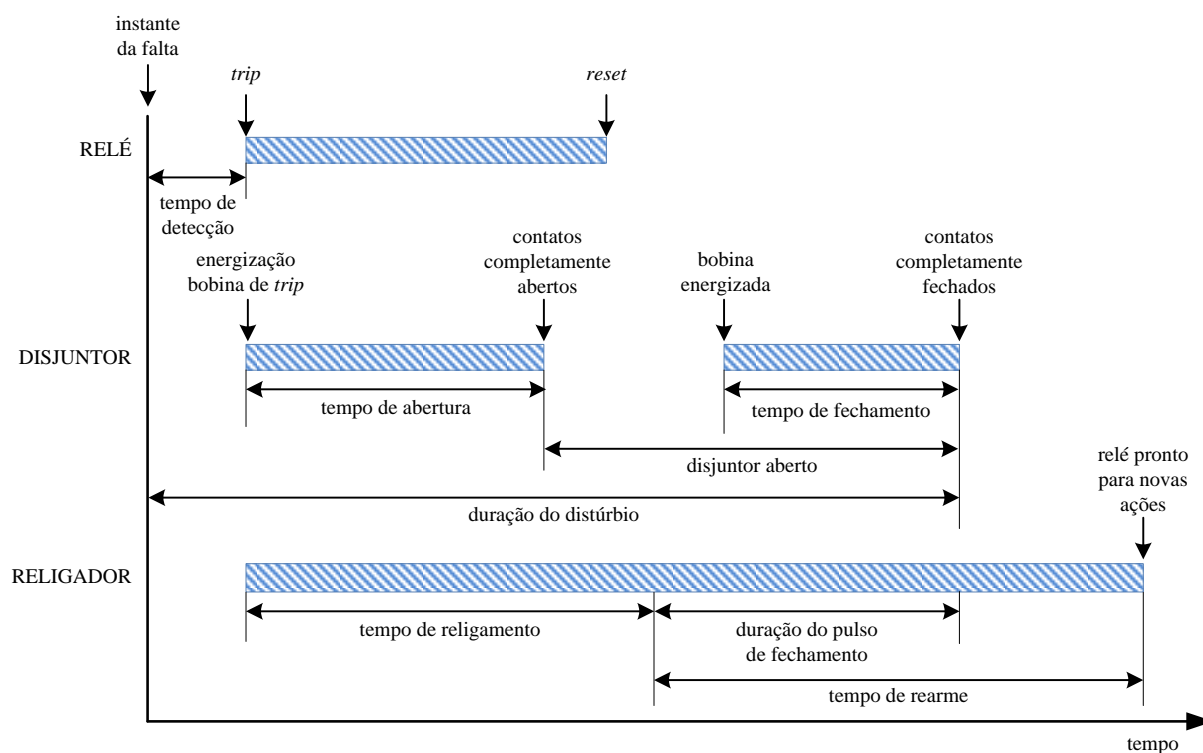 instante
da falta
trip
reset
RELÉ
tempo de
detecção
energização
bobina de trip
contatos
completamente
abertos
bobina
energizada
contatos
completamente
fechados
DISJUNTOR
tempo de abertura
tempo de fechamento
disjuntor aberto
relé pronto
para novas
ações
duração do distúrbio
RELIGADOR
tempo de religamento
duração do pulso
de fechamento
tempo de rearme
tempo